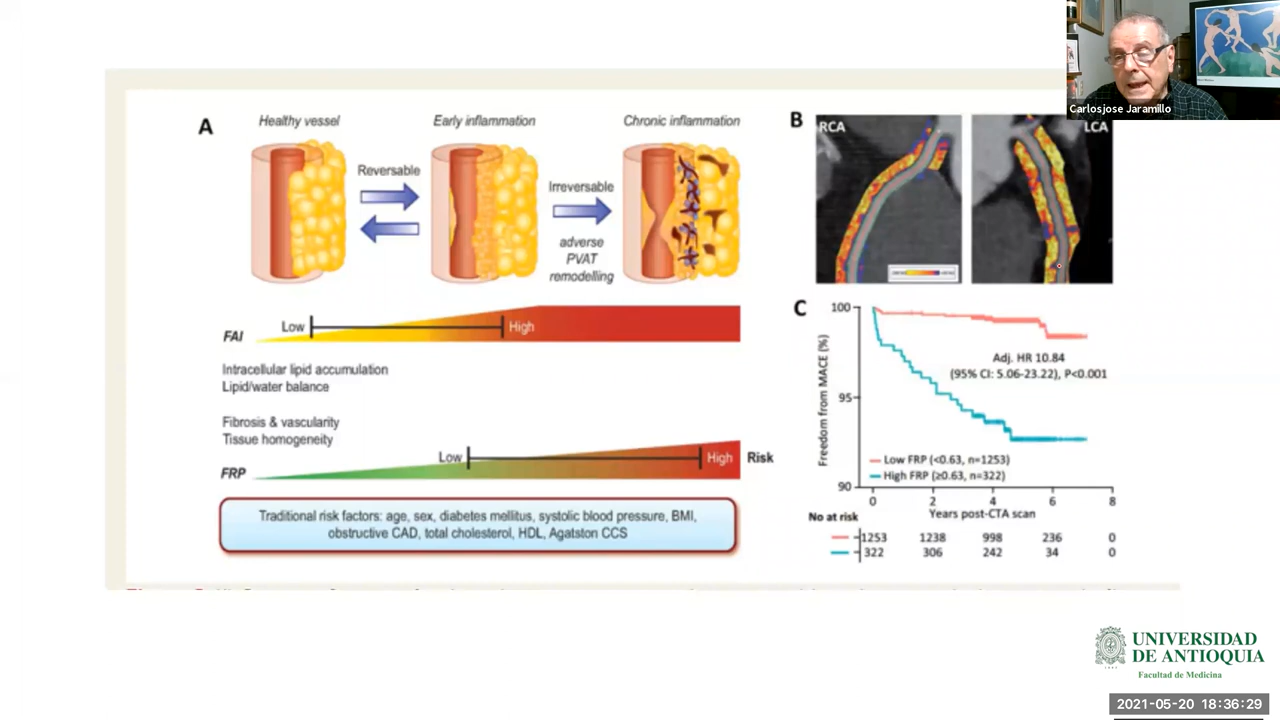 Carlosjose Jaramillo
A
Healthy vessel
Early inflammation
Chronic inflammation
Reversable
Irreversable
adverse
PVAT
remodelling
FAI
Low
High
Intracellular lipid accumulation
Lipid/water balance
Fibrosis & vascularity
Tissue homogeneity
FRP
Low
High
Risk
Traditional risk factors: age, sex, diabetes mellitus, systolic blood pressure, BMI,
obstructive CAD, total cholesterol, HDL, Agatston CCS
B
RCA
LCA
C
Freedom from MACE (%)
100
95
90
Adj. HR 10.84
(95% CI: 5.06-23.22), P<0.001
Low FRP (<0.63, n=1253)
High FRP (≥0.63, n=322)
0 2 4 6 8
Years post-CTA scan
No at risk
1253 1238 998 236 0
322 306 242 34 0
UNIVERSIDAD
DE ANTIOQUIA
Facultad de Medicina
2021-05-20 18:36:29